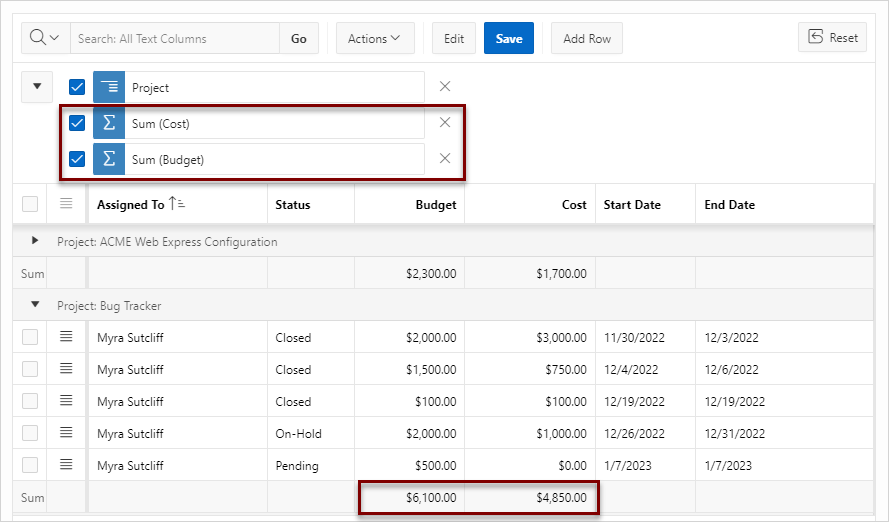 Search: All Text Columns Go Actions Edit Save Add Row Reset
Project
Sum (Cost)
Sum (Budget)
Assigned To Status Budget Cost Start Date End Date
Project: ACME Web Express Configuration
Sum $2,300.00 $1,700.00
Project: Bug Tracker
Myra Sutcliff Closed $2,000.00 $3,000.00 11/30/2022 12/3/2022
Myra Sutcliff Closed $1,500.00 $750.00 12/4/2022 12/6/2022
Myra Sutcliff Closed $100.00 $100.00 12/19/2022 12/19/2022
Myra Sutcliff On-Hold $2,000.00 $1,000.00 12/26/2022 12/31/2022
Myra Sutcliff Pending $500.00 $0.00 1/7/2023 1/7/2023
Sum $6,100.00 $4,850.00